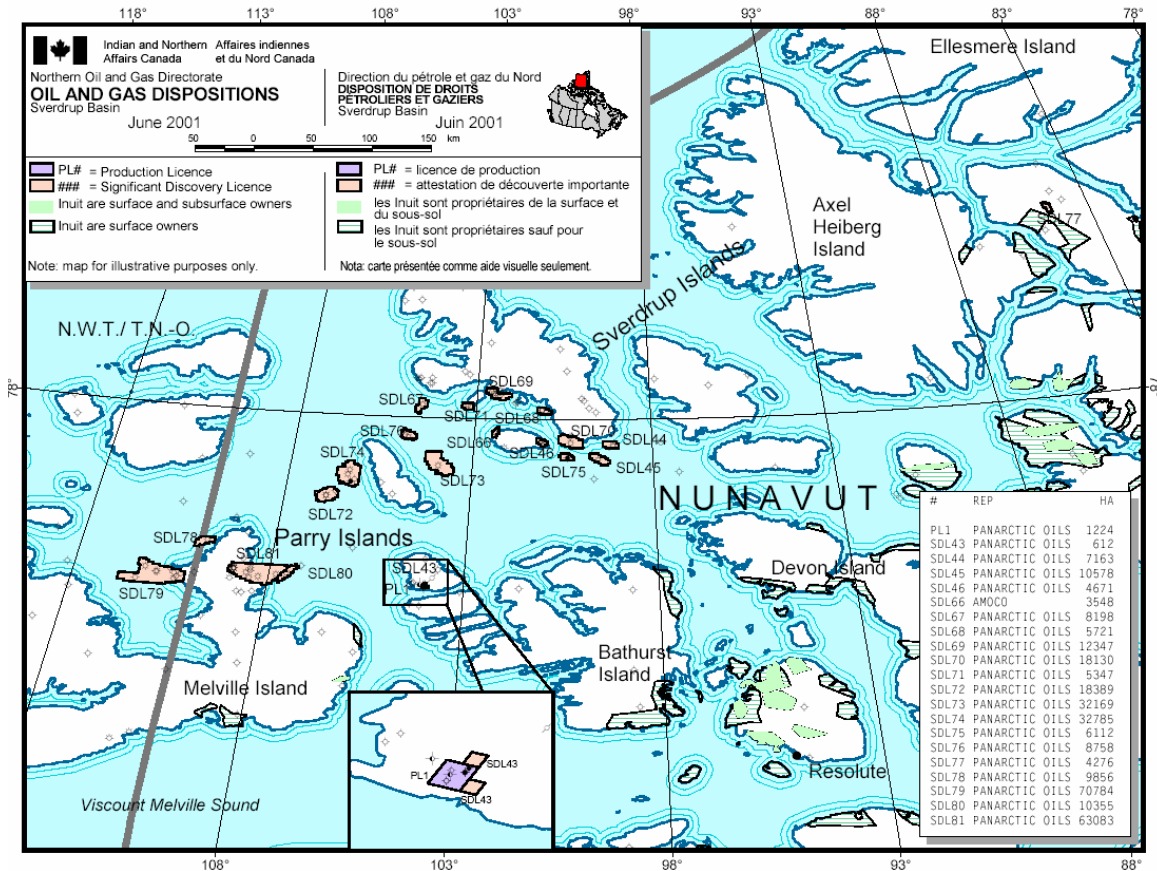 118° 113° 108° 103° 98° 93° 88° 83° 78°
Indian and Northern Affaires indiennes
Affairs Canada et du Nord Canada
Northern Oil and Gas Directorate
OIL AND GAS DISPOSITIONS
Sverdrup Basin
June 2001
Direction du pétrole et gaz du Nord
DISPOSITION DE DROITS
PÉTROLIERS ET GAZIERS
Sverdrup Basin
Juin 2001
50 0 50 100 150 km
PL# = Production Licence
### = Significant Discovery Licence
Inuit are surface and subsurface owners
Inuit are surface owners
PL# = licence de production
### = attestation de découverte importante
les Inuit sont propriétaires de la surface et
du sous-sol
les Inuit sont propriétaires sauf pour
le sous-sol
Note: map for illustrative purposes only.
Nota: carte présentée comme aide visuelle seulement.
Ellesmere Island
Axel
Heiberg
Island
SDL77
Sverdrup Islands
N.W.T./ T.N.-O.
78°
SDL69
SDL67
SDL71
SDL68
SDL76
SDL66
SDL70
SDL44
SDL46
SDL74
SDL73
SDL75
SDL45
SDL72
NUNAVUT
Parry Islands
SDL78
SDL81
SDL80
SDL79
SDL43
PL1
Devon Island
Bathurst
Island
Melville Island
Resolute
Viscount Melville Sound
PL1
SDL43
SDL43
# REP HA
PL1 PANARCTIC OILS 1224
SDL43 PANARCTIC OILS 612
SDL44 PANARCTIC OILS 7163
SDL45 PANARCTIC OILS 10578
SDL46 PANARCTIC OILS 4671
SDL66 AMOCO 3548
SDL67 PANARCTIC OILS 8198
SDL68 PANARCTIC OILS 5721
SDL69 PANARCTIC OILS 12347
SDL70 PANARCTIC OILS 18130
SDL71 PANARCTIC OILS 5347
SDL72 PANARCTIC OILS 18389
SDL73 PANARCTIC OILS 32169
SDL74 PANARCTIC OILS 32785
SDL75 PANARCTIC OILS 6112
SDL76 PANARCTIC OILS 8758
SDL77 PANARCTIC OILS 4276
SDL78 PANARCTIC OILS 9856
SDL79 PANARCTIC OILS 70784
SDL80 PANARCTIC OILS 10355
SDL81 PANARCTIC OILS 63083
108° 103° 98° 93° 88°